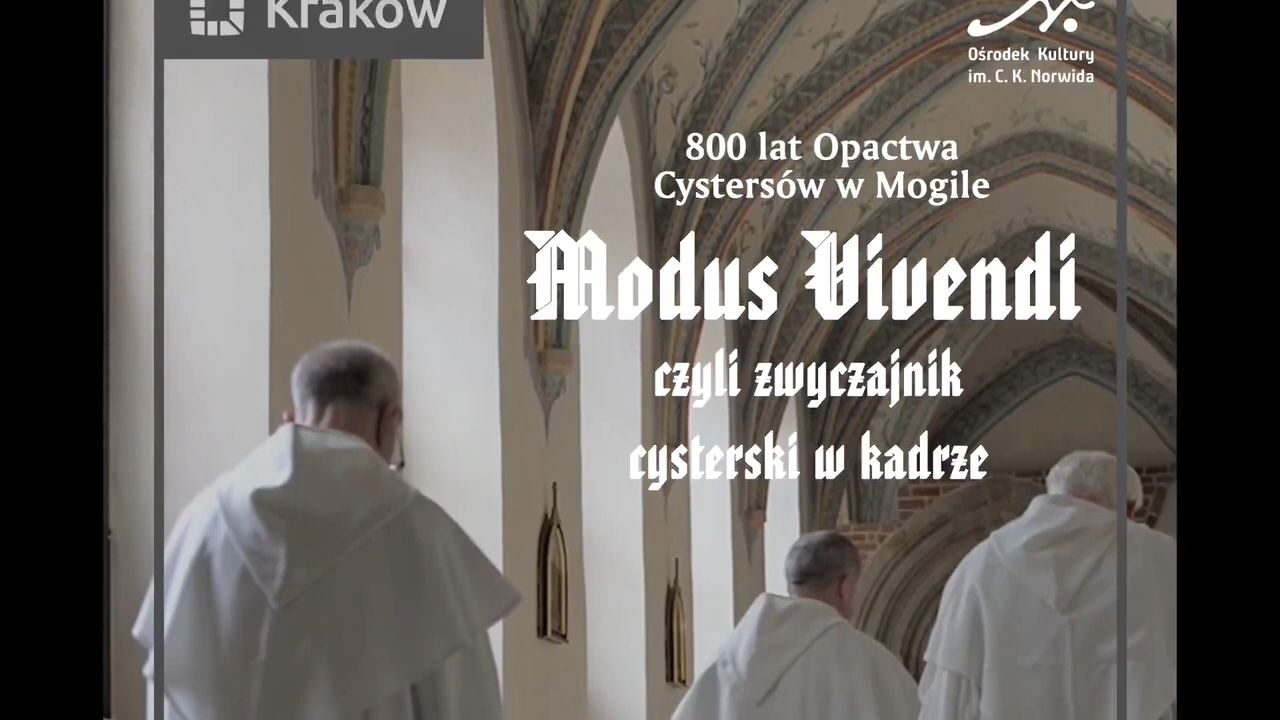 Kraków
Ośrodek Kultury
im. C. K. Norwida
800 lat Opactwa
Cystersów w Mogile
Modus Vivendi
czyli zwyczajnik
cysterski w kadrze